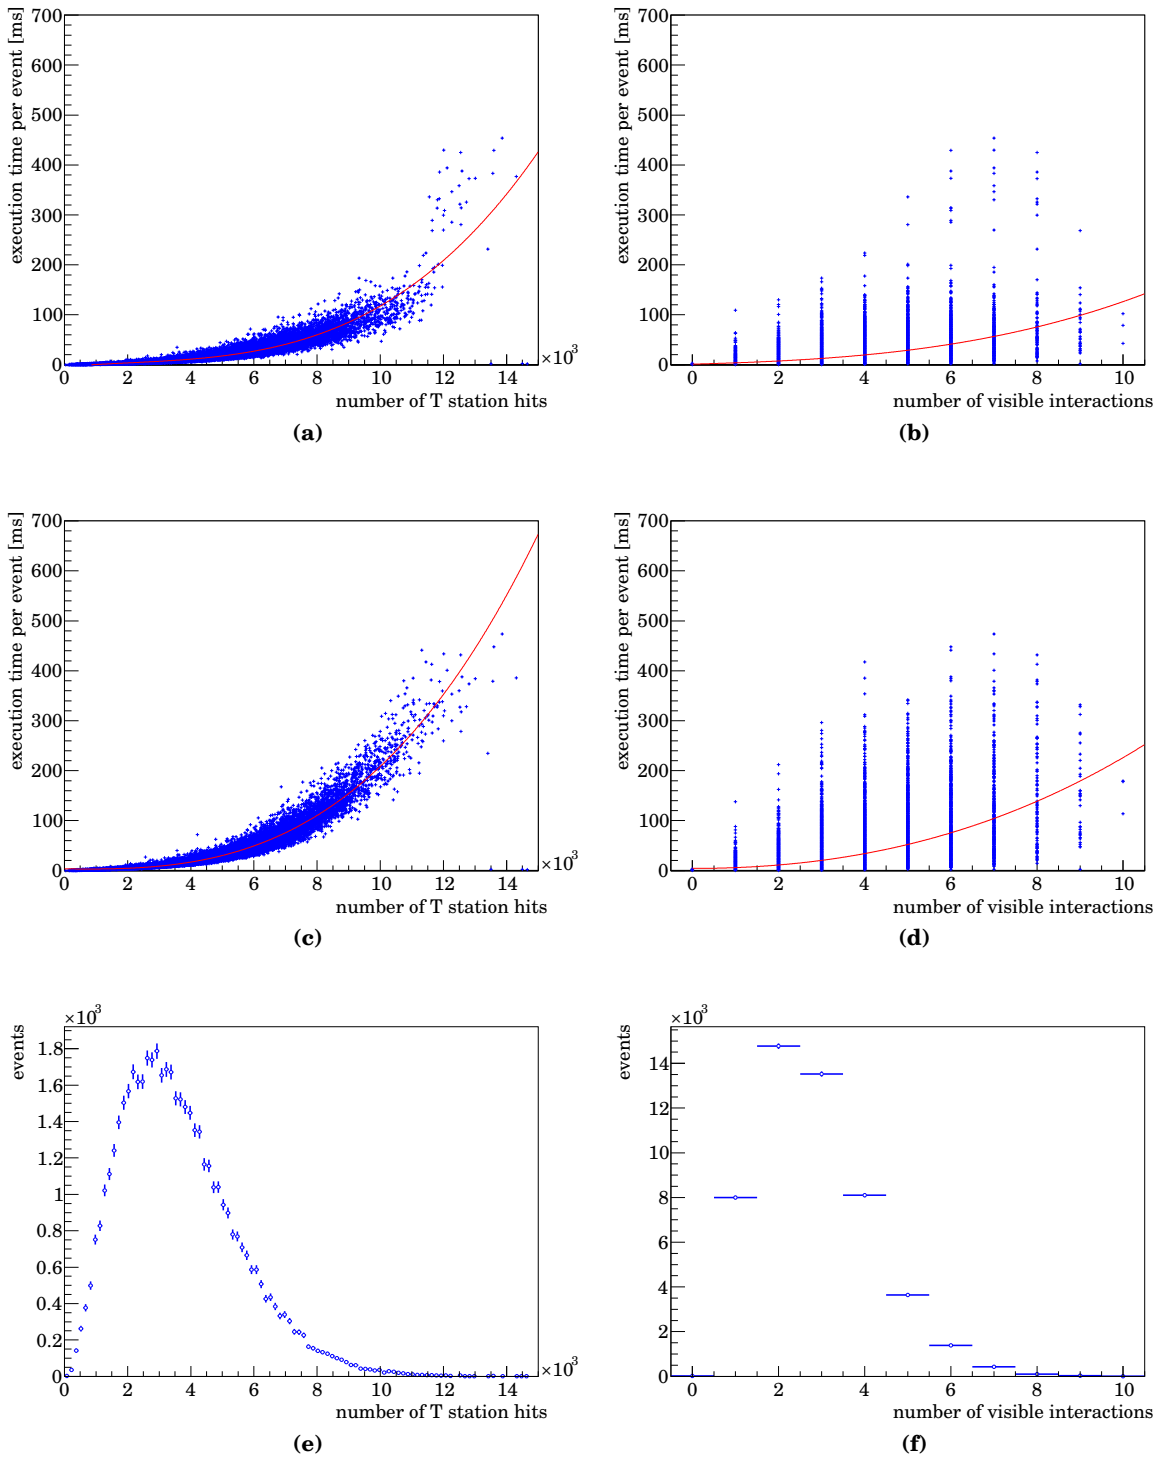 execution time per event [ms]
700
600
500
400
300
200
100
0
0 2 4 6 8 10 12 14
×10³
number of T station hits
(a)
execution time per event [ms]
700
600
500
400
300
200
100
0
0 2 4 6 8 10
number of visible interactions
(b)
execution time per event [ms]
700
600
500
400
300
200
100
0
0 2 4 6 8 10 12 14
×10³
number of T station hits
(c)
execution time per event [ms]
700
600
500
400
300
200
100
0
0 2 4 6 8 10
number of visible interactions
(d)
×10³
events
1.8
1.6
1.4
1.2
1
0.8
0.6
0.4
0.2
0
0 2 4 6 8 10 12 14
×10³
number of T station hits
(e)
×10³
events
14
12
10
8
6
4
2
0
0 2 4 6 8 10
number of visible interactions
(f)